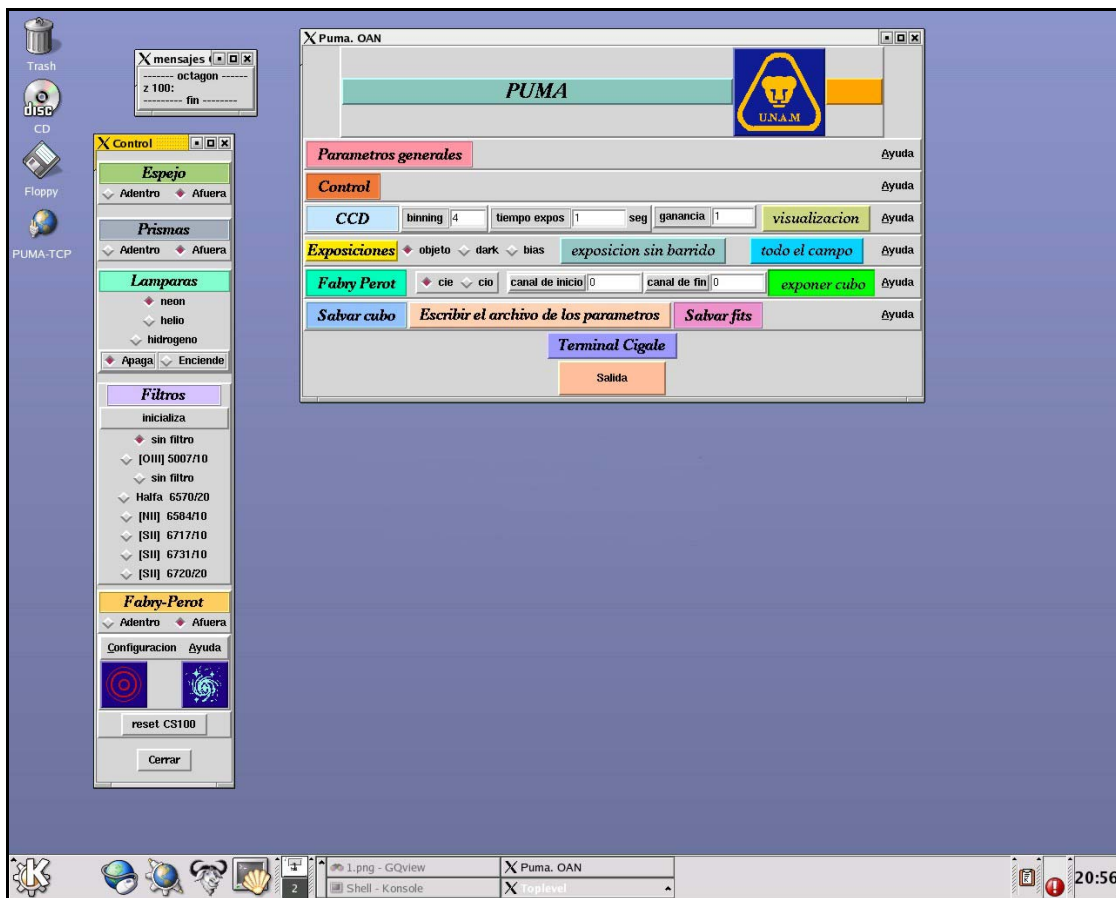 Trash
CD
Floppy
PUMA-TCP
X mensajes
------- octagon ------
z 100:
--------- fin --------
X Control
Espejo
Adentro Afuera
Prismas
Adentro Afuera
Lamparas
neon
helio
hidrogeno
Apaga Enciende
Filtros
inicializa
sin filtro
[OIII] 5007/10
sin filtro
Halfa 6570/20
[NII] 6584/10
[SII] 6717/10
[SII] 6731/10
[SII] 6720/20
Fabry-Perot
Adentro Afuera
Configuracion Ayuda
reset CS100
Cerrar
X Puma. OAN
PUMA
U.N.A.M
Parametros generales Ayuda
Control Ayuda
CCD binning 4 tiempo expos 1 seg ganancia 1 visualizacion Ayuda
Exposiciones objeto dark bias exposicion sin barrido todo el campo Ayuda
Fabry Perot cie cio canal de inicio 0 canal de fin 0 exponer cubo Ayuda
Salvar cubo Escribir el archivo de los parametros Salvar fits Ayuda
Terminal Cigale
Salida
1.png - GQview X Puma. OAN
2 Shell - Konsole X Toplevel
20:56